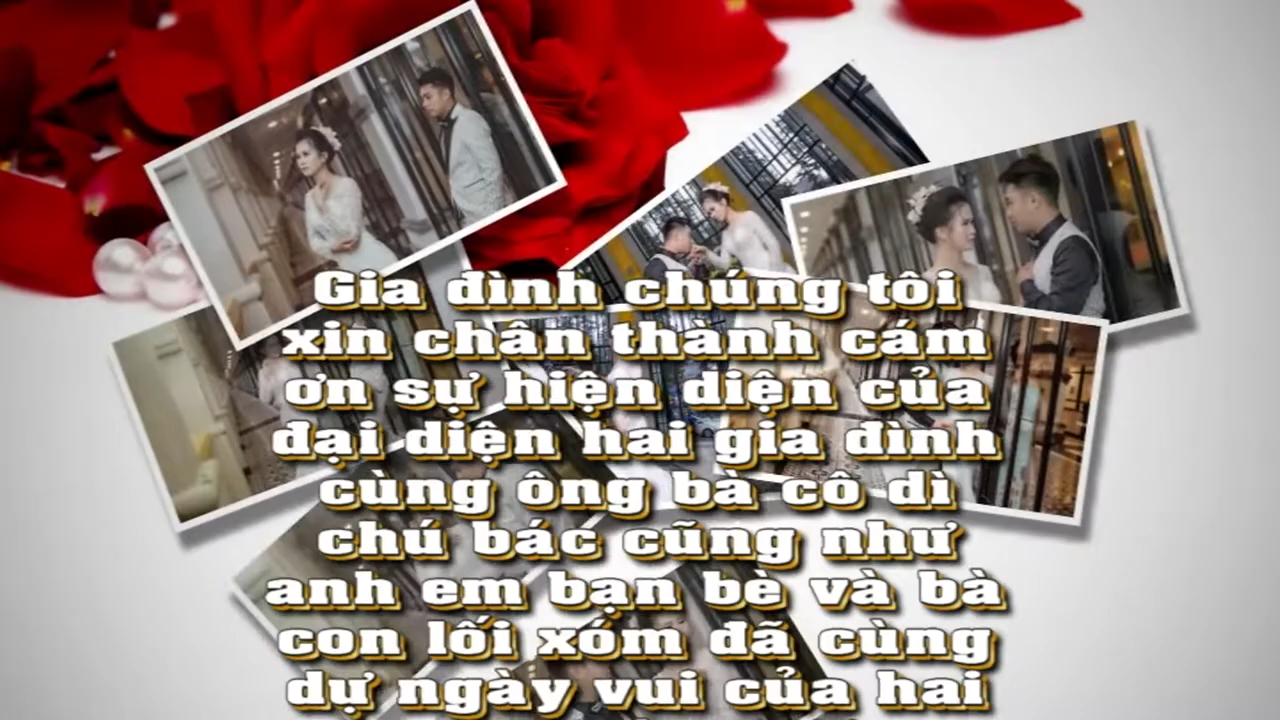 Gia đình chúng tôi
xin chân thành cám
ơn sự hiện diện của
đại diện hai gia đình
cùng ông bà cô dì
chú bác cũng như
anh em bạn bè và bà
con lối xóm đã cùng
dự ngày vui của hai